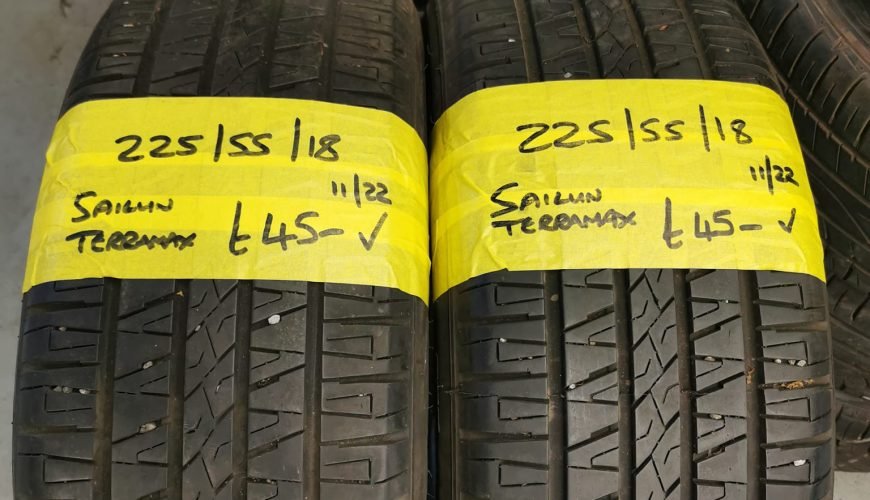 225/55/18
11/22
SAILUN
TERRAMAX
£45-✓
225/55/18
11/22
SAILUN
TERRAMAX
£45-✓